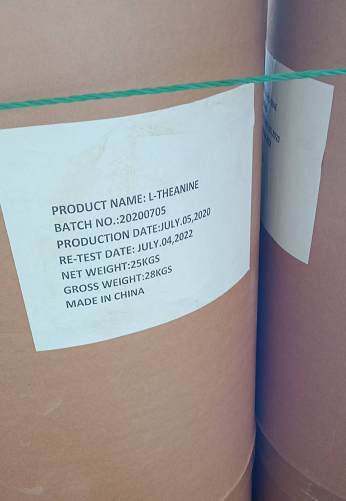 PRODUCT NAME: L-THEANINE
BATCH NO.:20200705
PRODUCTION DATE:JULY.05,2020
RE-TEST DATE: JULY.04,2022
NET WEIGHT:25KGS
GROSS WEIGHT:28KGS
MADE IN CHINA